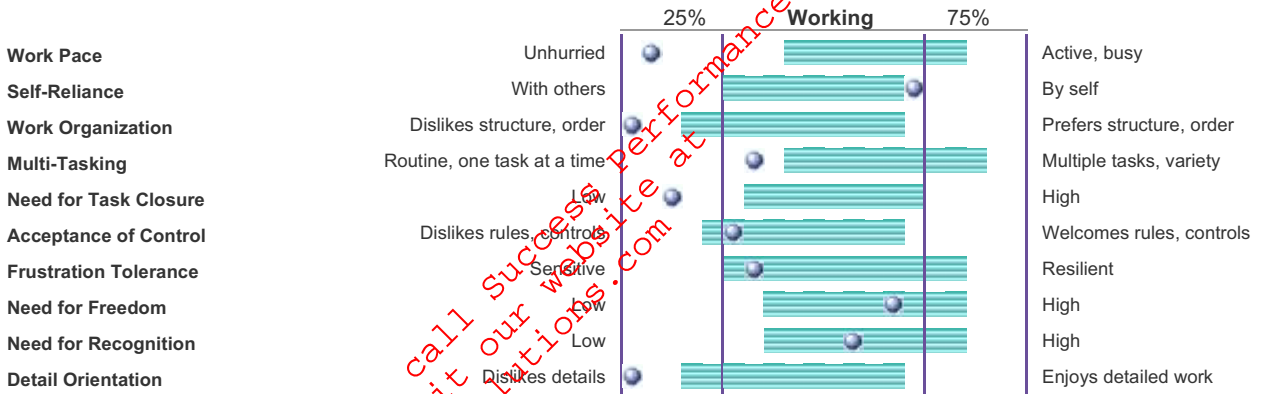 25% Working 75%
Work Pace Unhurried Active, busy
Self-Reliance With others By self
Work Organization Dislikes structure, order Prefers structure, order
Multi-Tasking Routine, one task at a time Multiple tasks, variety
Need for Task Closure Low High
Acceptance of Control Dislikes rules, controls Welcomes rules, controls
Frustration Tolerance Sensitive Resilient
Need for Freedom Low High
Need for Recognition Low High
Detail Orientation Dislikes details Enjoys detailed work
call Success Performance
it our website at
lutions.com